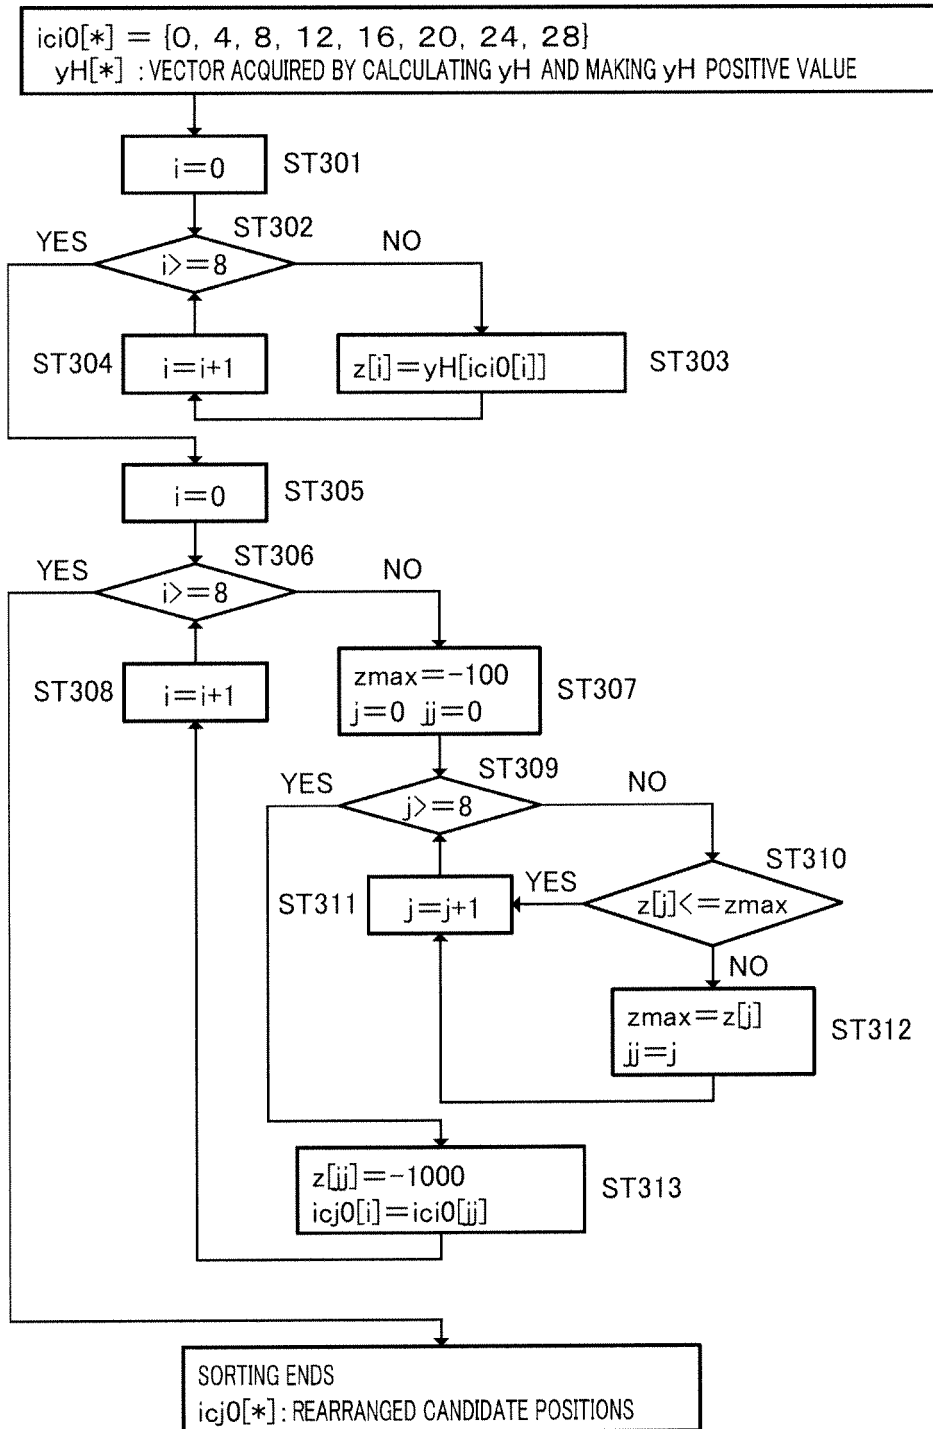 ici0[*] = {0, 4, 8, 12, 16, 20, 24, 28}
yH[*] : VECTOR ACQUIRED BY CALCULATING yH AND MAKING yH POSITIVE VALUE
i=0
ST301
ST302
YES
NO
i>=8
ST304
i=i+1
z[i]=yH[ici0[i]]
ST303
i=0
ST305
ST306
YES
NO
i>=8
ST308
i=i+1
zmax=-100
j=0 jj=0
ST307
ST309
YES
NO
j>=8
ST310
ST311
j=j+1
YES
z[j]<=zmax
NO
zmax=z[j]
jj=j
ST312
z[jj]=-1000
icj0[i]=ici0[jj]
ST313
SORTING ENDS
icj0[*] : REARRANGED CANDIDATE POSITIONS